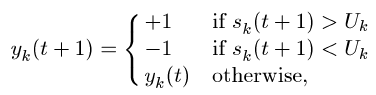 y_k(t + 1) = { +1 if s_k(t + 1) > U_k
−1 if s_k(t + 1) < U_k
y_k(t) otherwise,